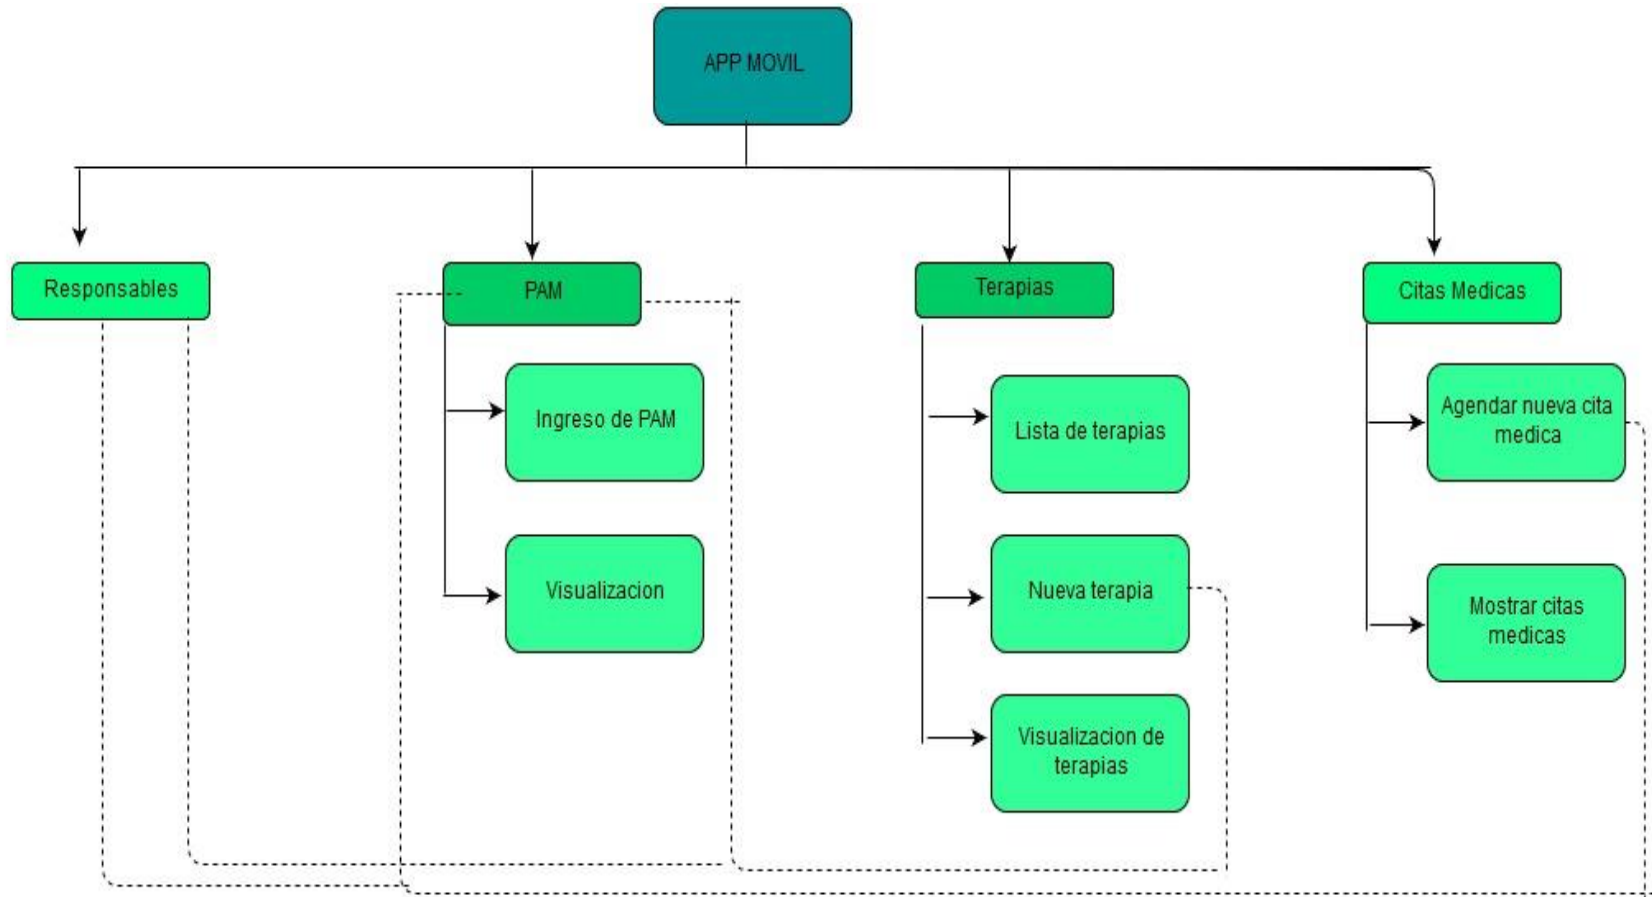 APP MOVIL
Responsables
PAM
Terapias
Citas Medicas
Ingreso de PAM
Visualizacion
Lista de terapias
Nueva terapia
Visualizacion de
terapias
Agendar nueva cita
medica
Mostrar citas
medicas